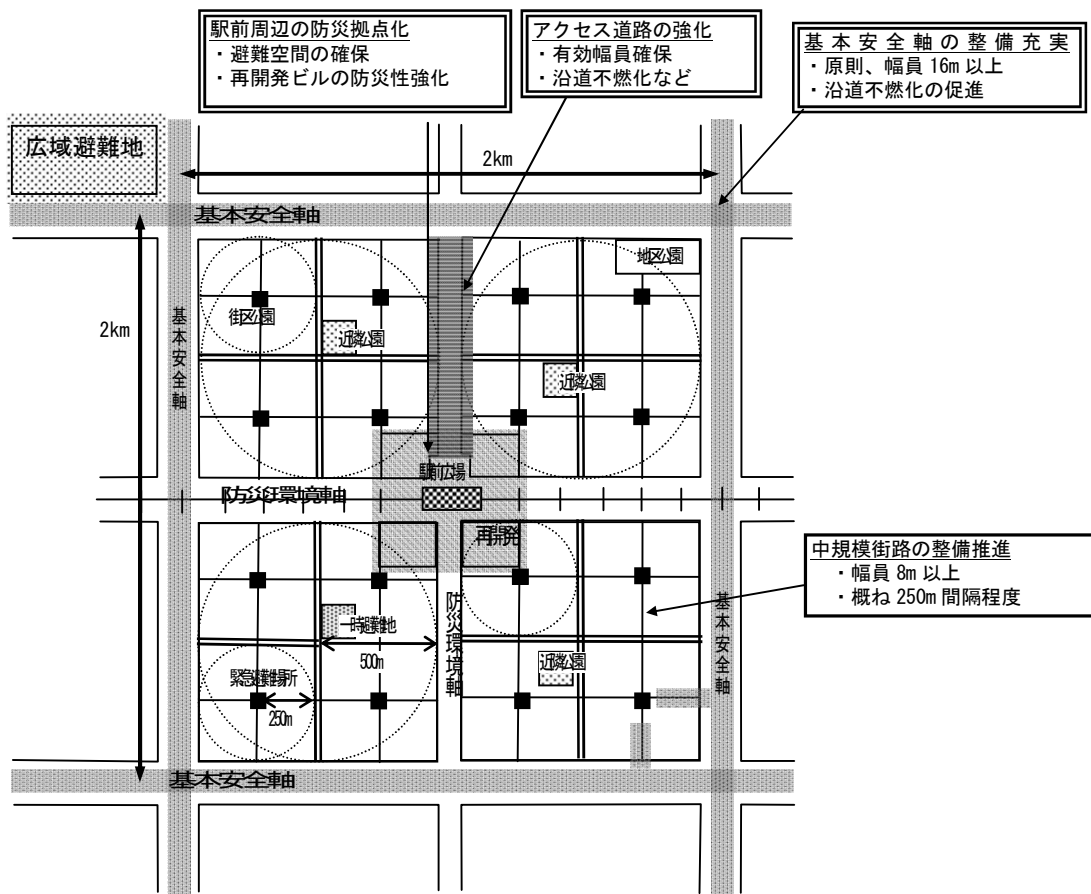 駅前周辺の防災拠点化
・避難空間の確保
・再開発ビルの防災性強化
アクセス道路の強化
・有効幅員確保
・沿道不燃化など
基本安全軸の整備充実
・原則、幅員 16m 以上
・沿道不燃化の促進
広域避難地
2km
基本安全軸
地区公園
2km
基本安全軸
街区公園
近隣公園
近隣公園
駅前広場
防災環境軸
再開発
中規模街路の整備推進
・幅員 8m 以上
・概ね 250m 間隔程度
防災環境軸
基本安全軸
一時避難地
500m
近隣公園
緊急避難場所
250m
基本安全軸